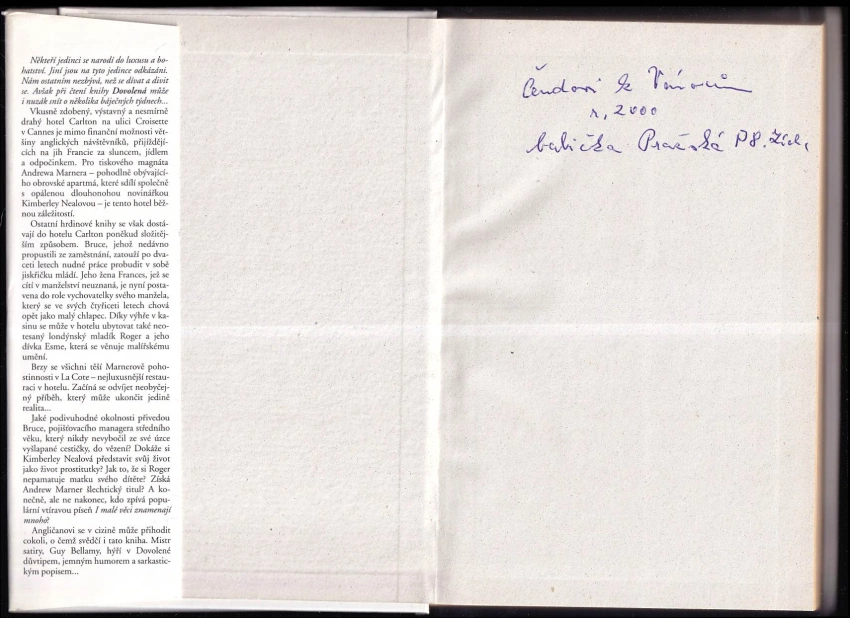 Někteří jedinci se narodí do luxusu a bo-
hatství. Jiní jsou na tyto jedince odkázáni.
Nám ostatním nezbývá, než se dívat a divit
se. Avšak při čtení knihy Dovolená může
i nuzák snít o několika báječných týdnech...
Vkusně zdobený, výstavný a nesmírně
drahý hotel Carlton na ulici Croisette
v Cannes je mimo finanční možnosti vět-
šiny anglických návštěvníků, přijíždějí-
cích na jih Francie za sluncem, jídlem
a odpočinkem. Pro tiskového magnáta
Andrewa Marnera – pohodlně obývající-
ho obrovské apartmá, které sdílí společně
s opálenou dlouhonohou novinářkou
Kimberley Nealovou – je tento hotel běž-
nou záležitostí.
Ostatní hrdinové knihy se však dostá-
vají do hotelu Carlton poněkud složitěj-
ším způsobem. Bruce, jehož nedávno
propustili ze zaměstnání, zatouží po dva-
ceti letech nudné práce probudit v sobě
jiskřičku mládí. Jeho žena Frances, jež se
cítí v manželství neuznaná, je nyní posta-
vena do role vychovatelky svého manžela,
který se ve svých čtyřiceti letech chová
opět jako malý chlapec. Díky výhře v ka-
sinu se může v hotelu ubytovat také neo-
tesaný londýnský mladík Roger a jeho
dívka Esme, která se věnuje malířskému
umění.
Brzy se všichni těší Marnerově poho-
stinnosti v La Cote – nejluxusnější restau-
raci v hotelu. Začíná se odvíjet neobyčej-
ný příběh, který může ukončit jedině
realita...
Jaké podivuhodné okolnosti přivedou
Bruce, pojišťovacího managera středního
věku, který nikdy nevybočil ze své úzce
vyšlapané cestičky, do vězení? Dokáže si
Kimberley Nealová představit svůj život
jako život prostitutky? Jak to, že si Roger
nepamatuje matku svého dítěte? Získá
Andrew Marner šlechtický titul? A ko-
nečně, ale ne nakonec, kdo zpívá popu-
lární vtíravou píseň I malé věci znamenají
mnoho?
Angličanovi se v cizině může přihodit
cokoli, o čemž svědčí i tato kniha. Mistr
satiry, Guy Bellamy, hýří v Dovolené
důvtipem, jemným humorem a sarkastic-
kým popisem...
Čendovi k Vánocům
r, 2000
babička Pražská